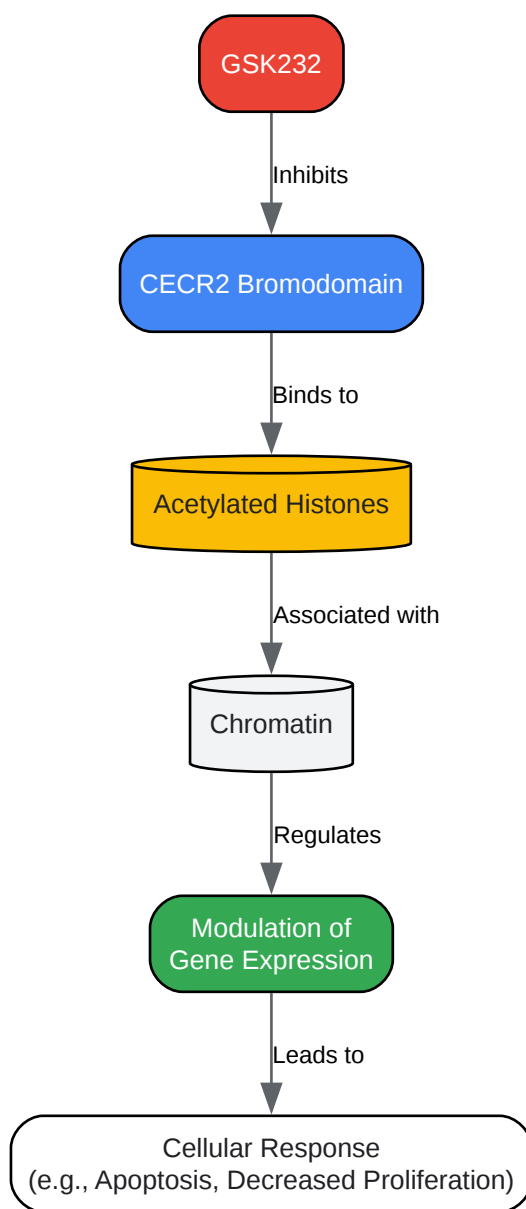 GSK232
Inhibits
CECR2 Bromodomain
Binds to
Acetylated Histones
Associated with
Chromatin
Regulates
Modulation of
Gene Expression
Leads to
Cellular Response
(e.g., Apoptosis, Decreased Proliferation)